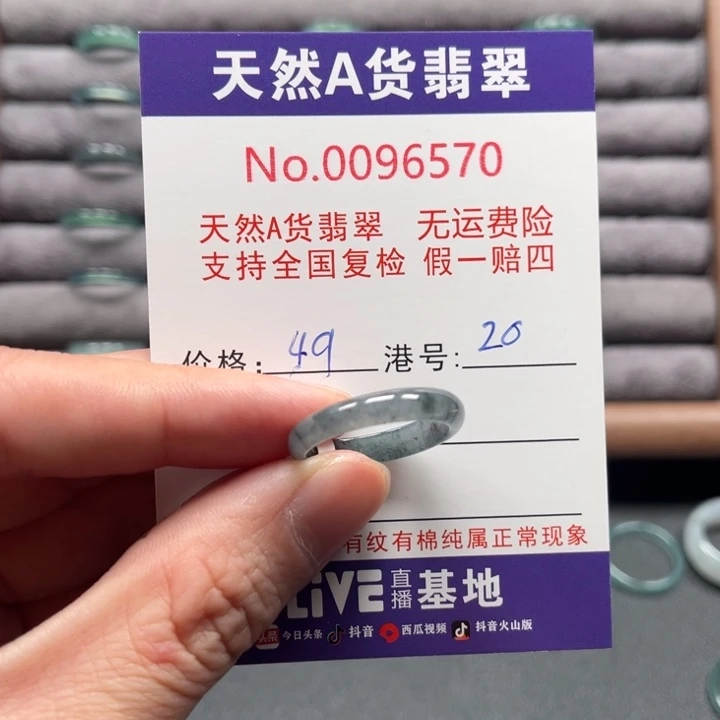 天然A货翡翠
No.0096570
天然A货翡翠 无运费险
支持全国复检 假一赔四
价格: 49 港号: 20
有纹有棉纯属正常现象
LiVE 直播 基地
头条 今日头条 抖音 西瓜视频 抖音火山版